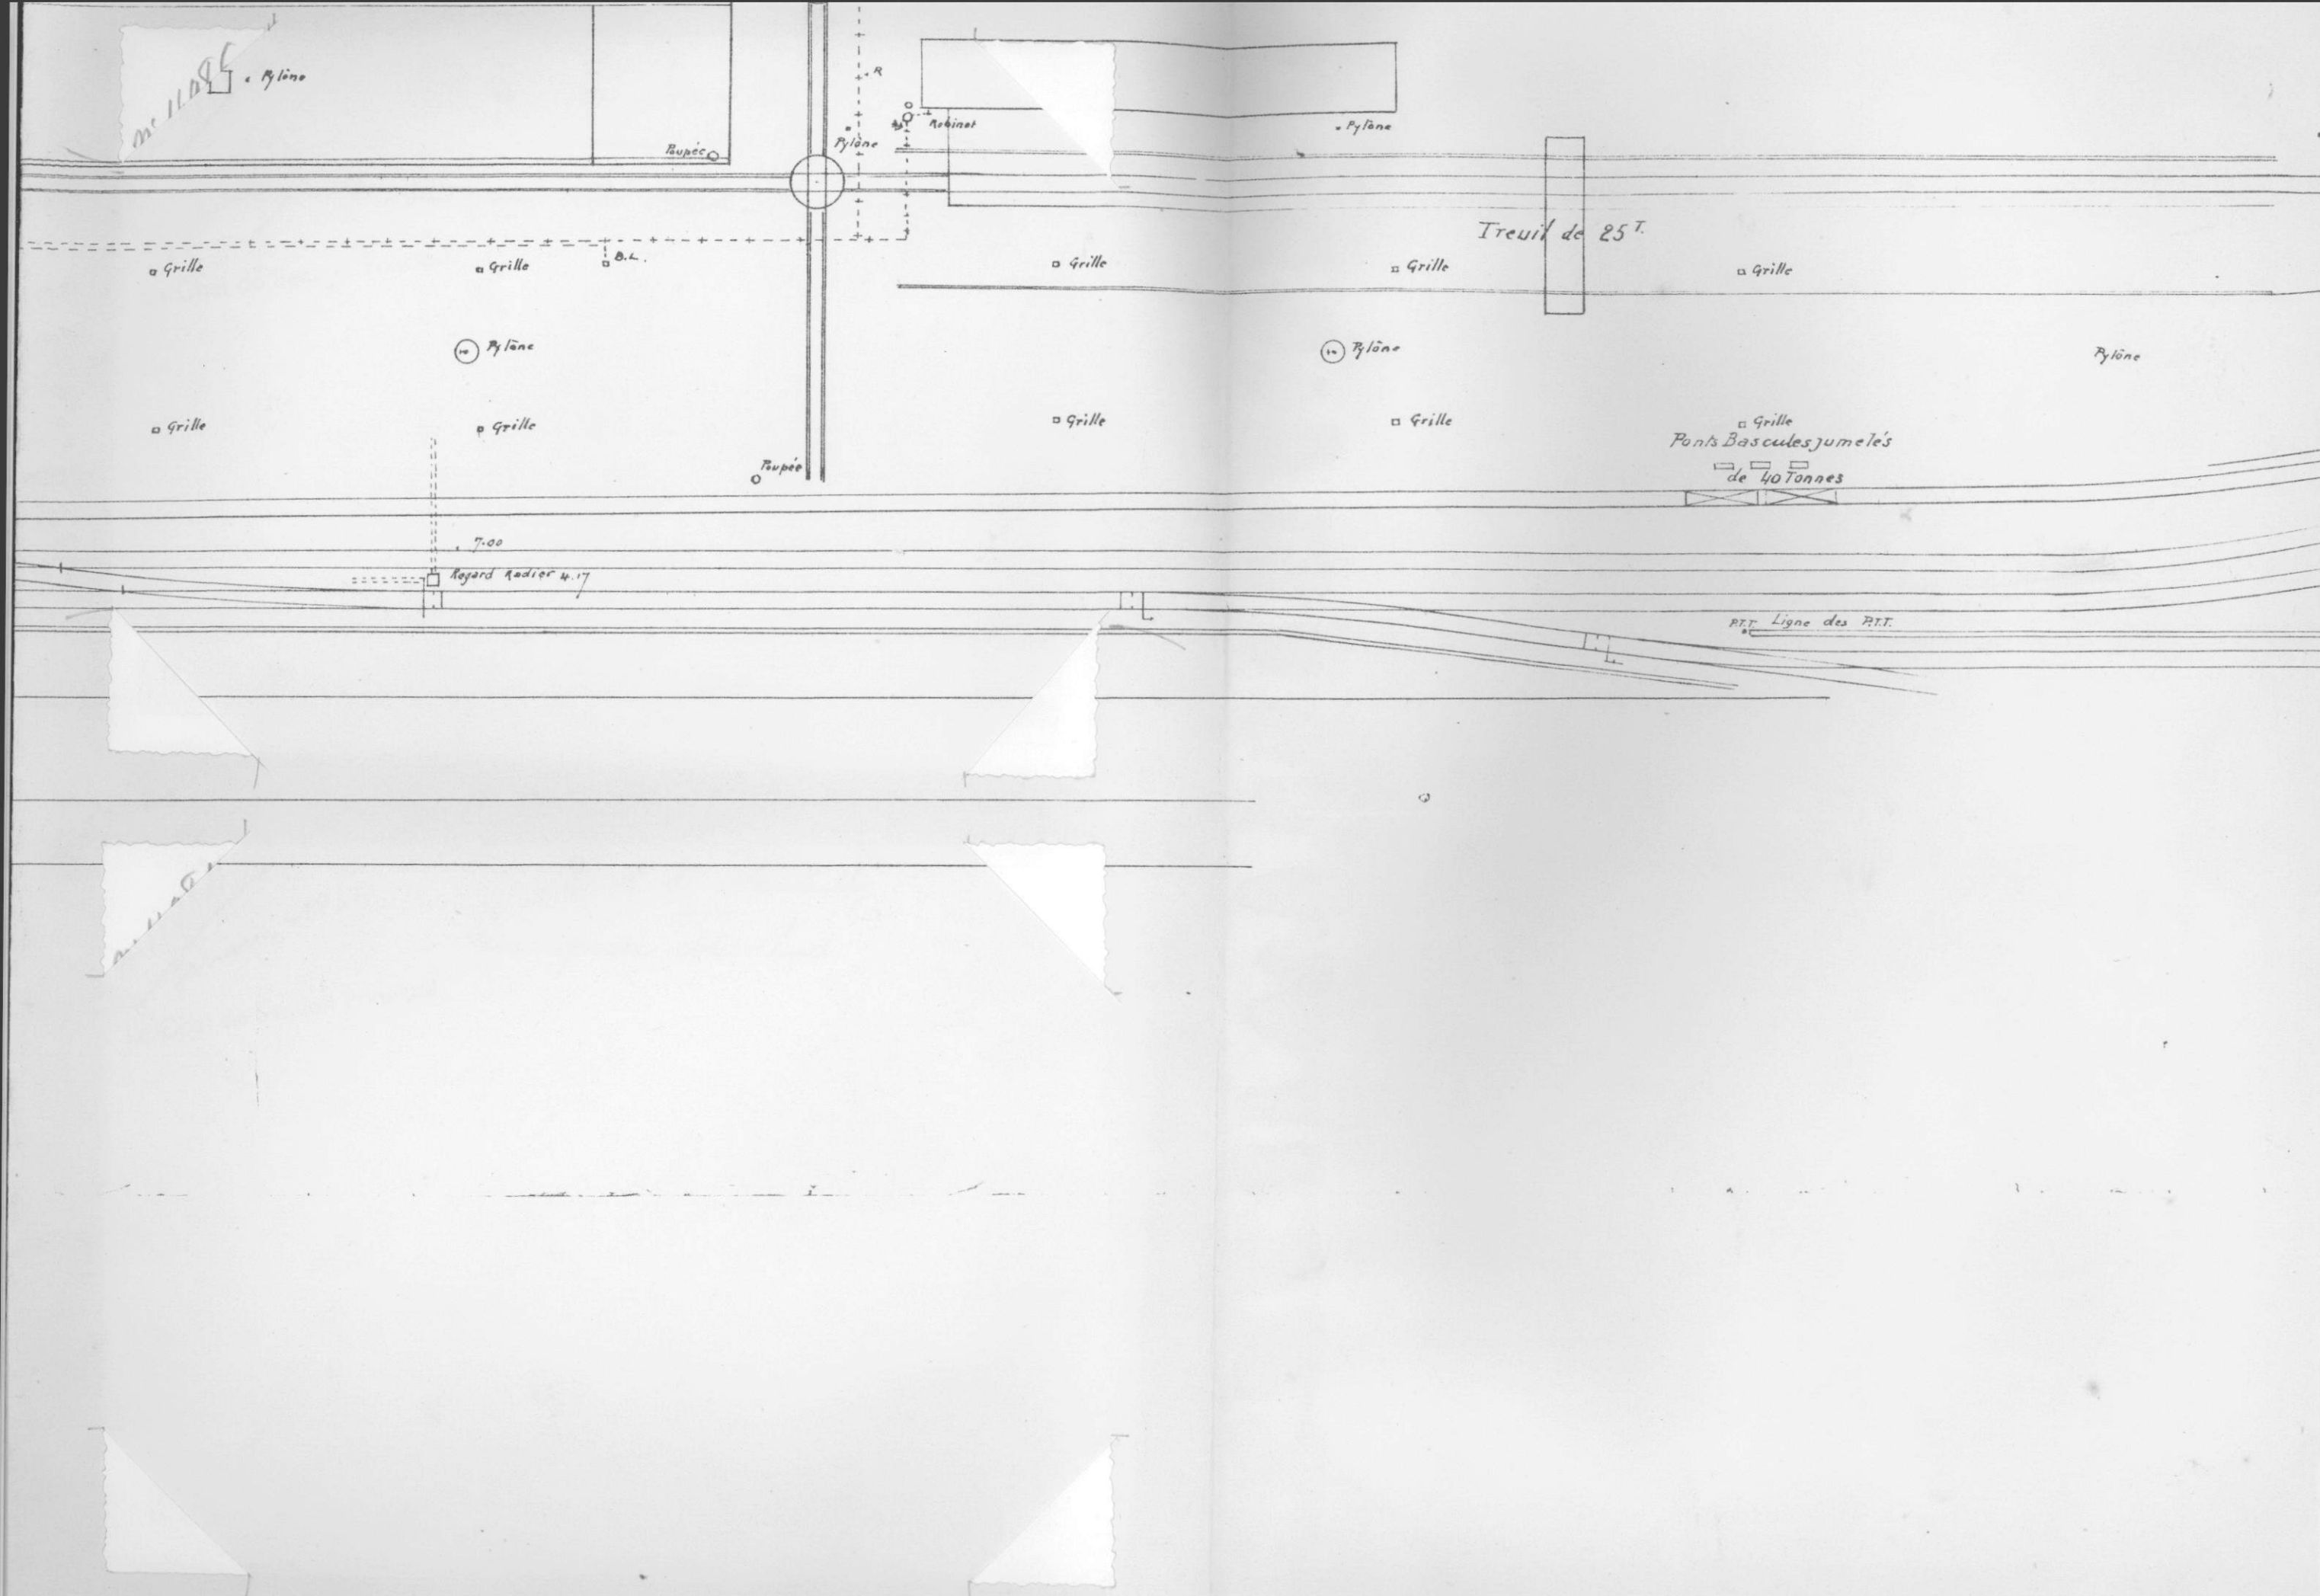 Pylône
Poupée
Pylône
R
Robinet
Pylône
Treuil de 25T.
Grille
Grille
B.L.
Grille
Grille
Grille
Pylône
Pylône
Pylône
Grille
Grille
Grille
Grille
Grille
Ponts Bascules jumelés
de 40 Tonnes
Poupée
7.00
Regard Radier 4.17
P.T.T. Ligne des P.T.T.